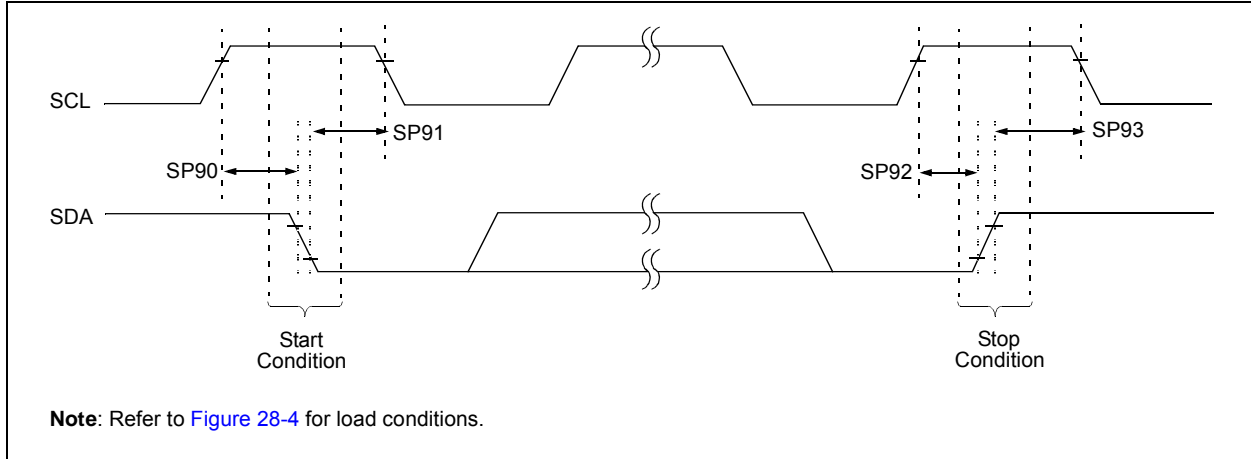 SCL
SP91
SP93
SP90
SP92
SDA
Start
Condition
Stop
Condition
Note: Refer to Figure 28-4 for load conditions.